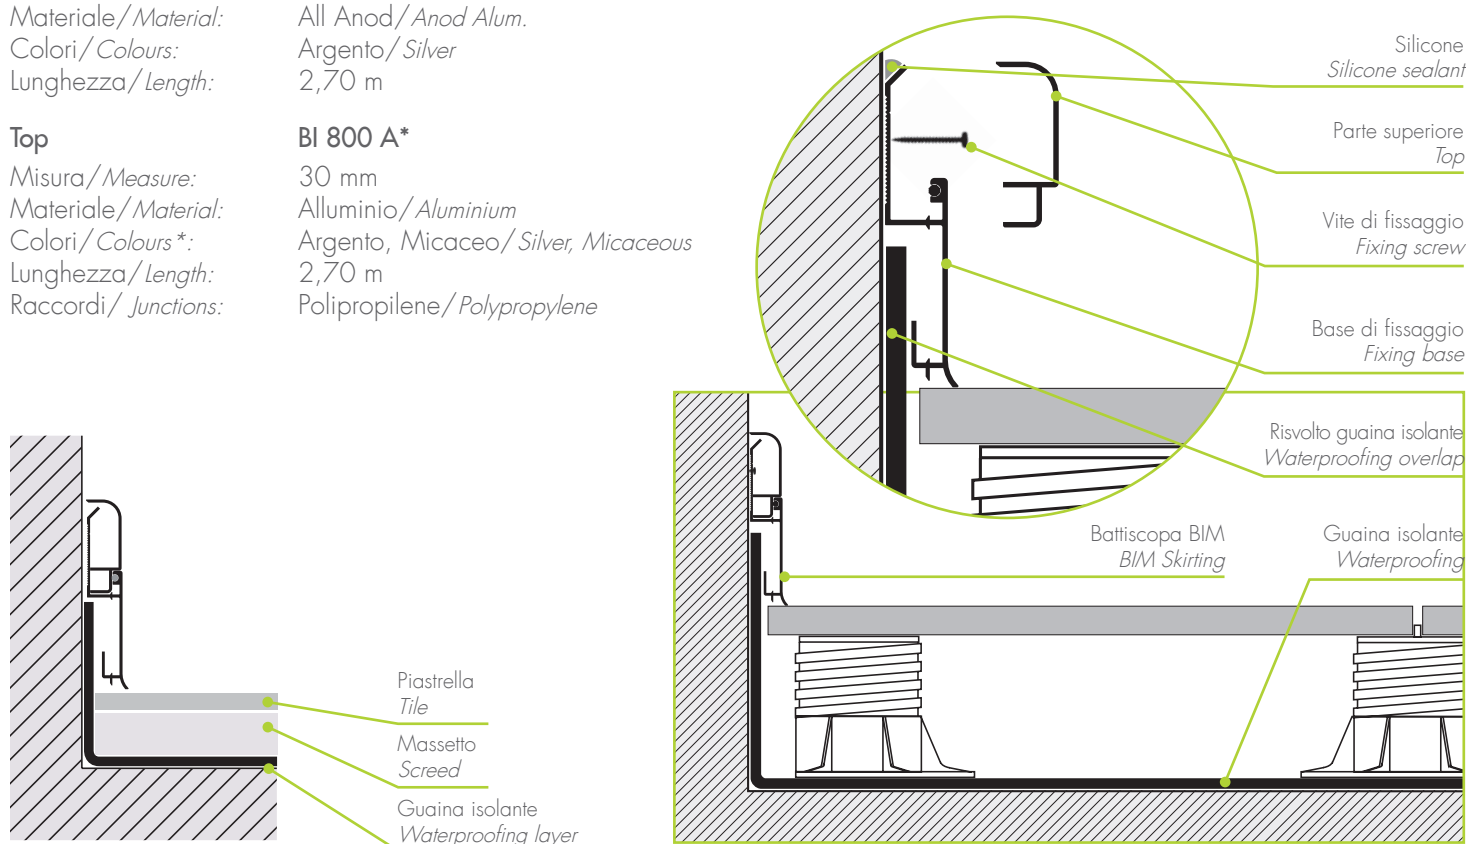 Materiale/Material: All Anod/Anod Alum.
Colori/Colours: Argento/Silver
Lunghezza/Length: 2,70 m
Top BI 800 A*
Misura/Measure: 30 mm
Materiale/Material: Alluminio/Aluminium
Colori/Colours*: Argento, Micaceo/Silver, Micaceous
Lunghezza/Length: 2,70 m
Raccordi/Junctions: Polipropilene/Polypropylene
Silicone
Silicone sealant
Parte superiore
Top
Vite di fissaggio
Fixing screw
Base di fissaggio
Fixing base
Risvolto guaina isolante
Waterproofing overlap
Battiscopa BIM
BIM Skirting
Guaina isolante
Waterproofing
Piastrella
Tile
Massetto
Screed
Guaina isolante
Waterproofing layer